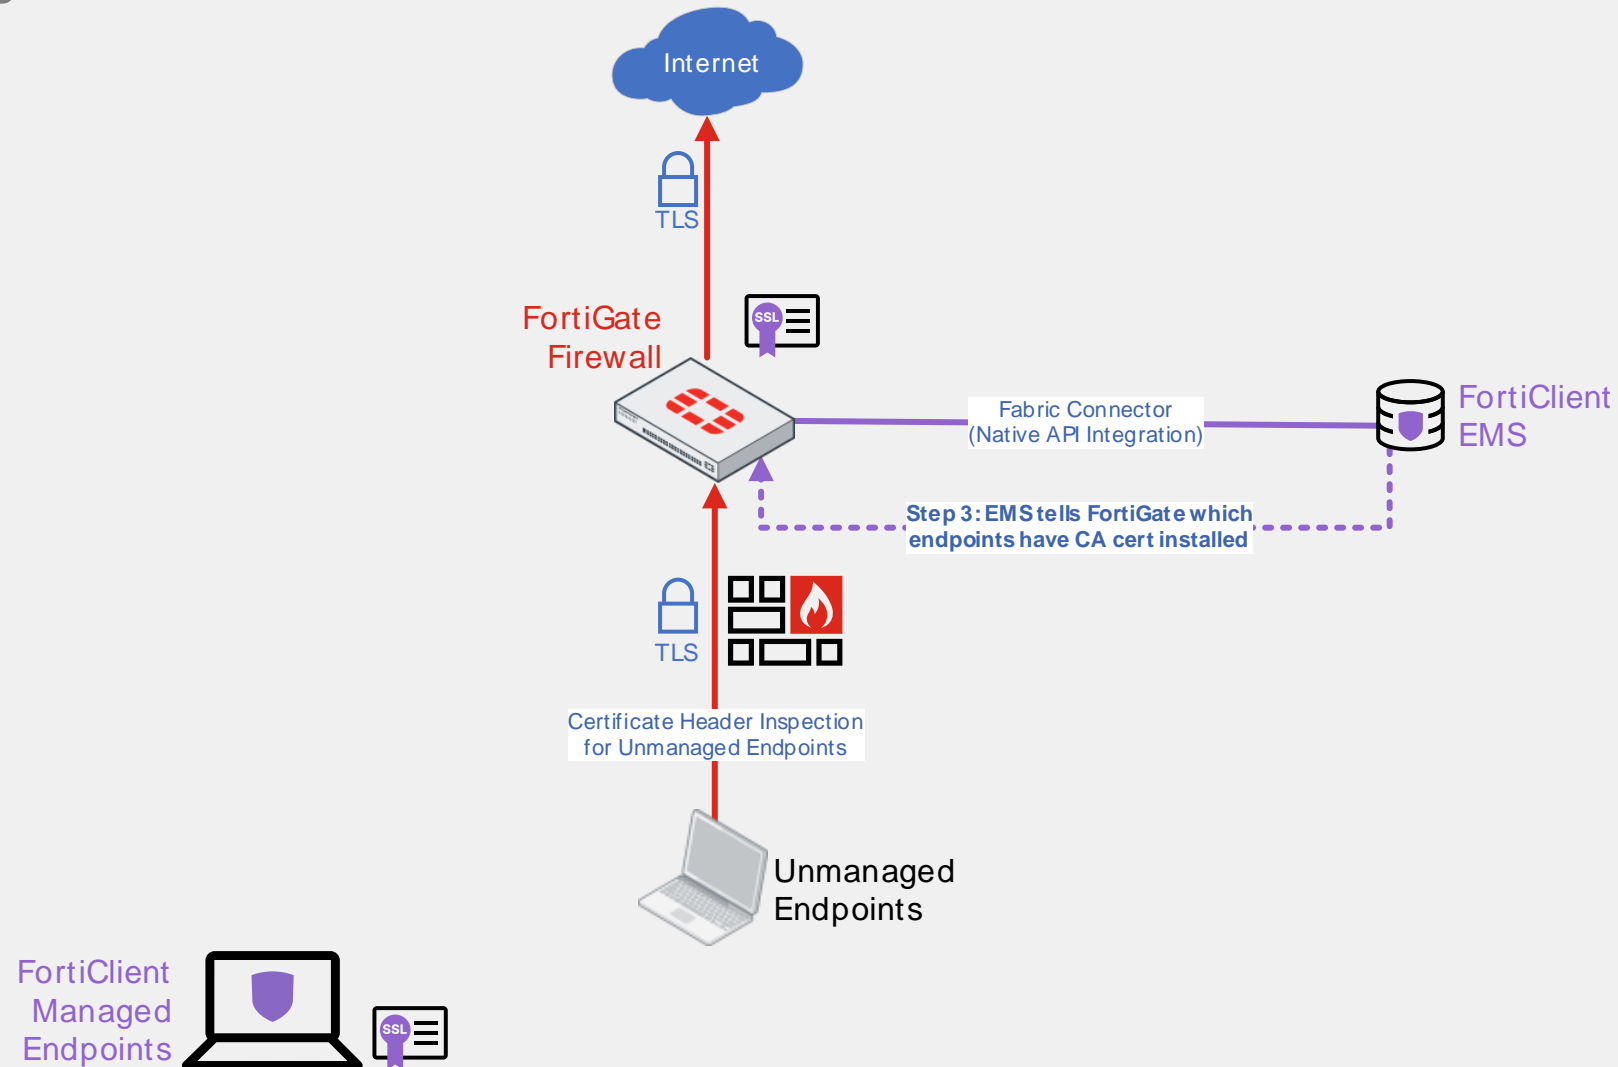 Internet
TLS
FortiGate
Firewall
SSL
Fabric Connector
(Native API Integration)
FortiClient
EMS
Step 3: EMS tells FortiGate which
endpoints have CA cert installed
TLS
Certificate Header Inspection
for Unmanaged Endpoints
Unmanaged
Endpoints
FortiClient
Managed
Endpoints
SSL